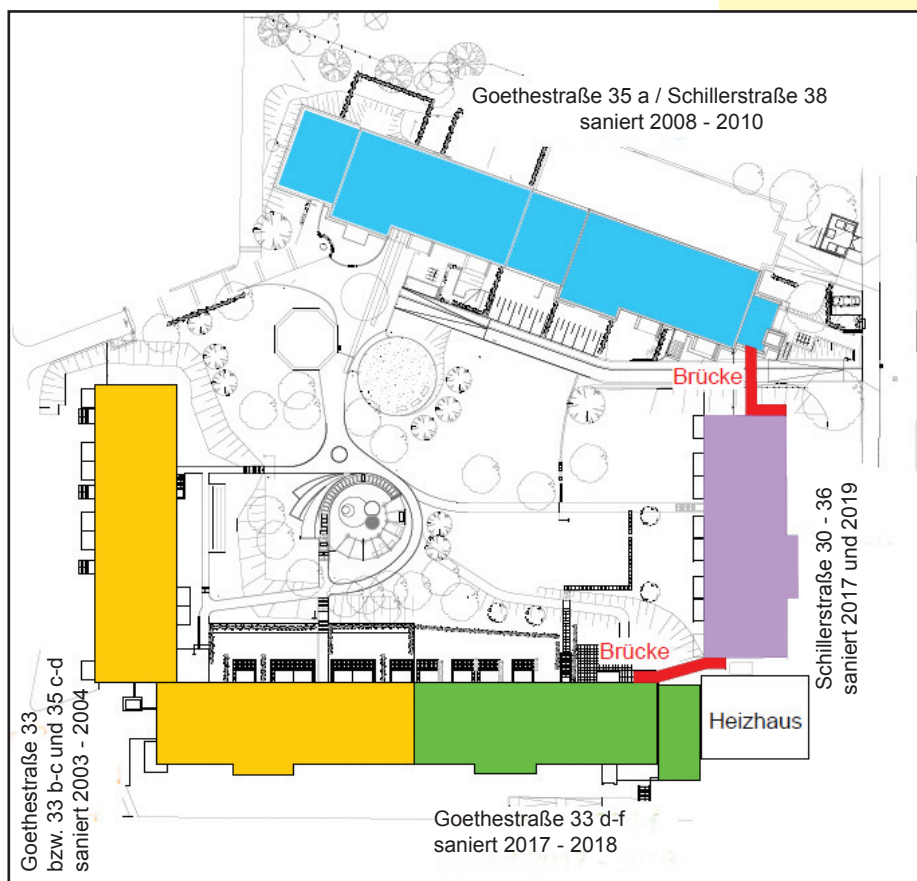 Goethestraße 35 a / Schillerstraße 38
saniert 2008 - 2010
Brücke
Schillerstraße 30 - 36
saniert 2017 und 2019
Brücke
Heizhaus
Goethestraße 33
bzw. 33 b-c und 35 c-d
saniert 2003 - 2004
Goethestraße 33 d-f
saniert 2017 - 2018